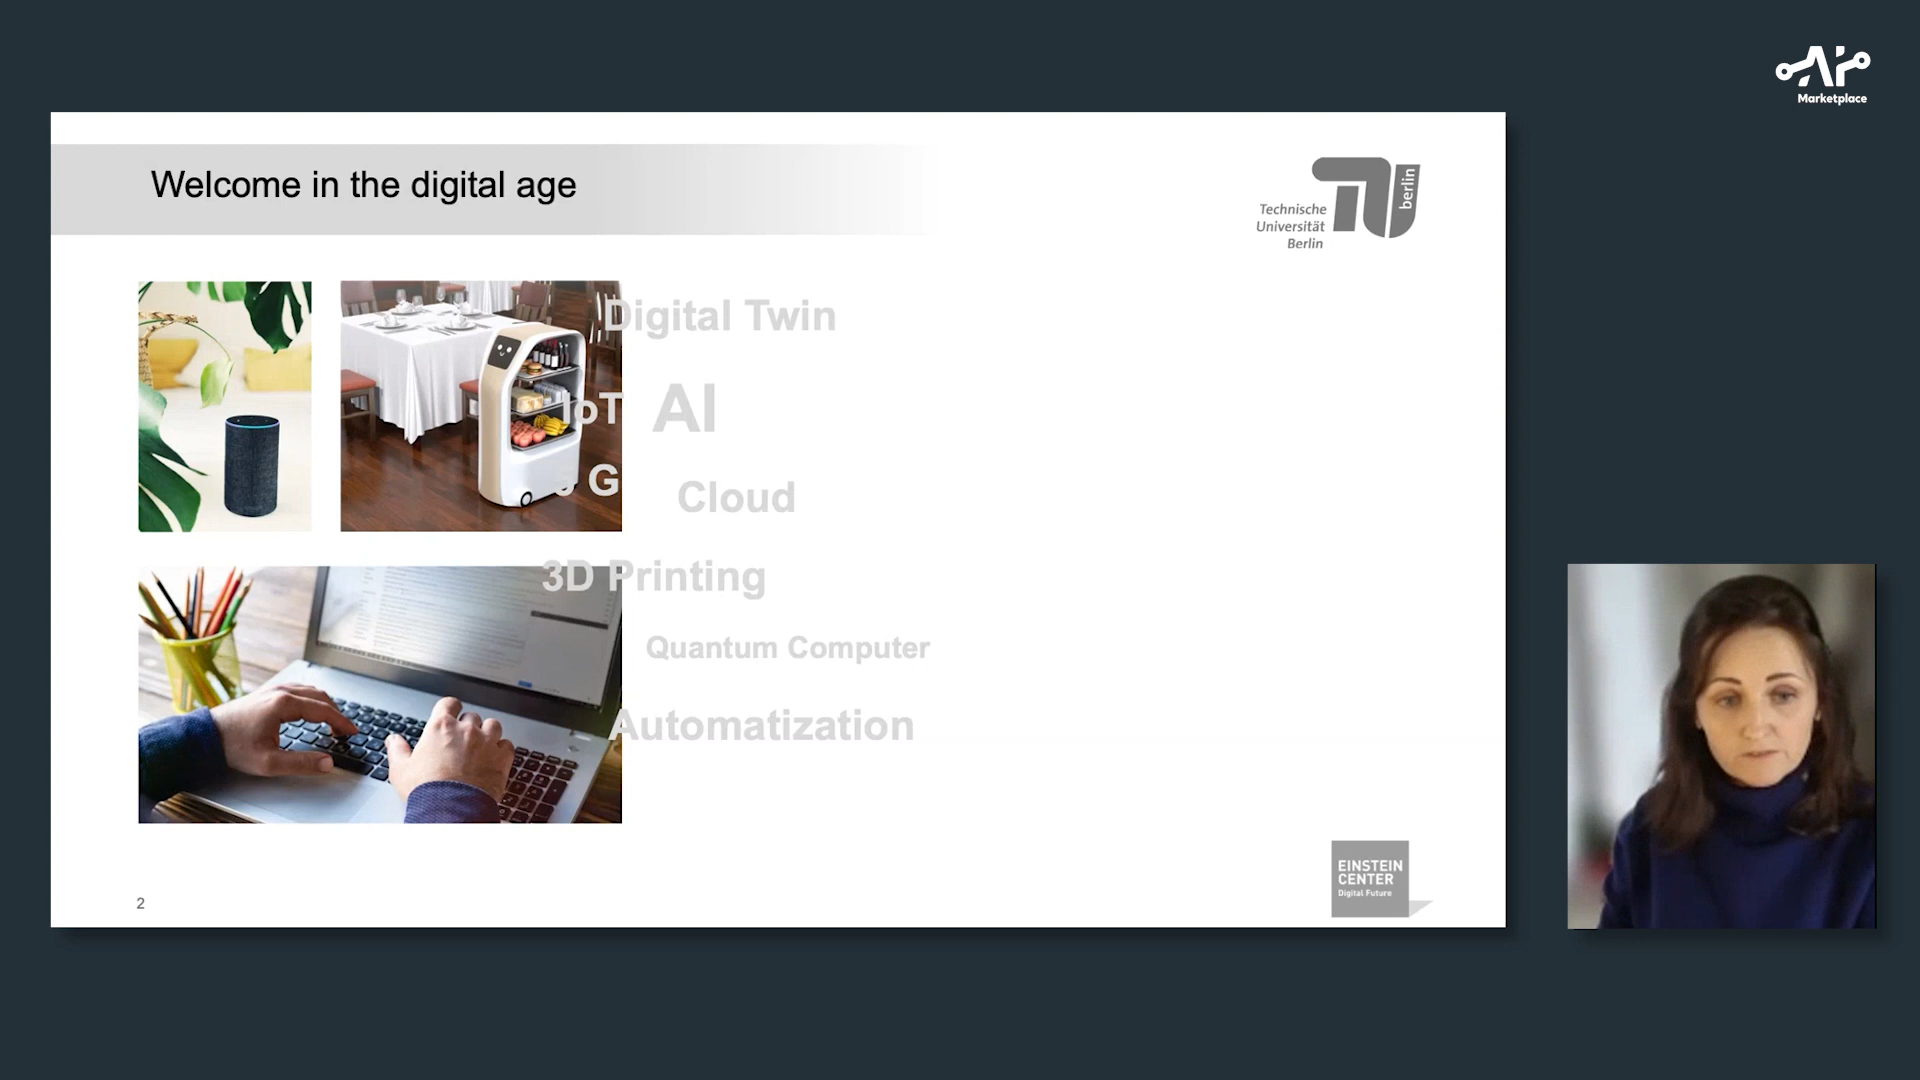 AI
Marketplace
Welcome in the digital age
Technische
Universität
Berlin
berlin
Digital Twin
IoT
AI
G
Cloud
3D Printing
Quantum Computer
Automatization
EINSTEIN
CENTER
Digital Future
2